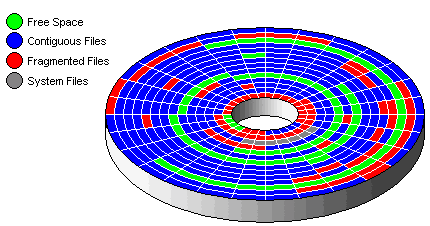 Free Space
Contiguous Files
Fragmented Files
System Files